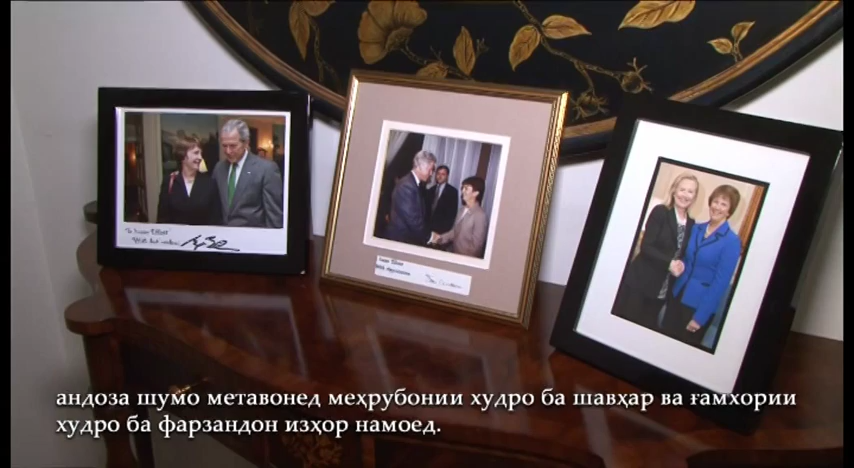 андоза шумо метавонед меҳрубонии худро ба шавҳар ва ғамхории
худро ба фарзандон изҳор намоед.